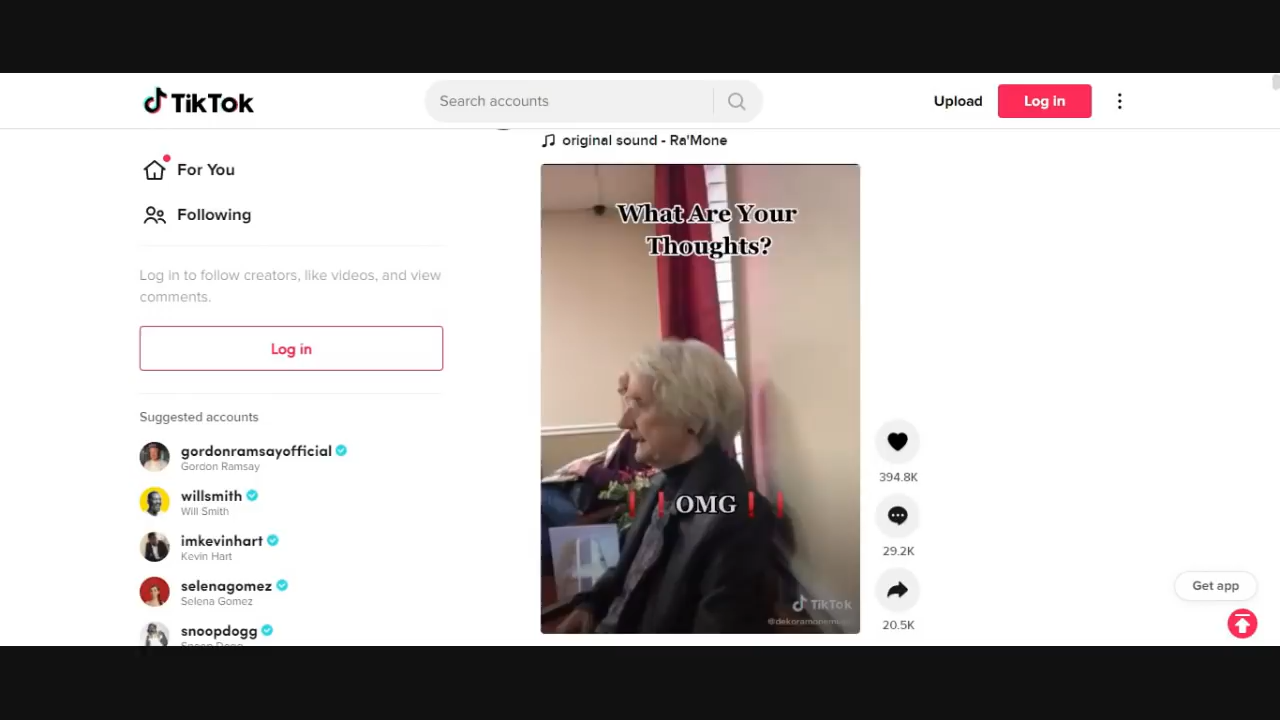 TikTok
Search accounts
Upload
Log in
original sound - Ra'Mone
For You
Following
Log in to follow creators, like videos, and view
comments.
Log in
Suggested accounts
gordonramsayofficial
Gordon Ramsay
willsmith
Will Smith
imkevinhart
Kevin Hart
selenagomez
Selena Gomez
snoopdogg
What Are Your
Thoughts?
❗❗OMG❗❗
TikTok
394.8K
29.2K
20.5K
Get app